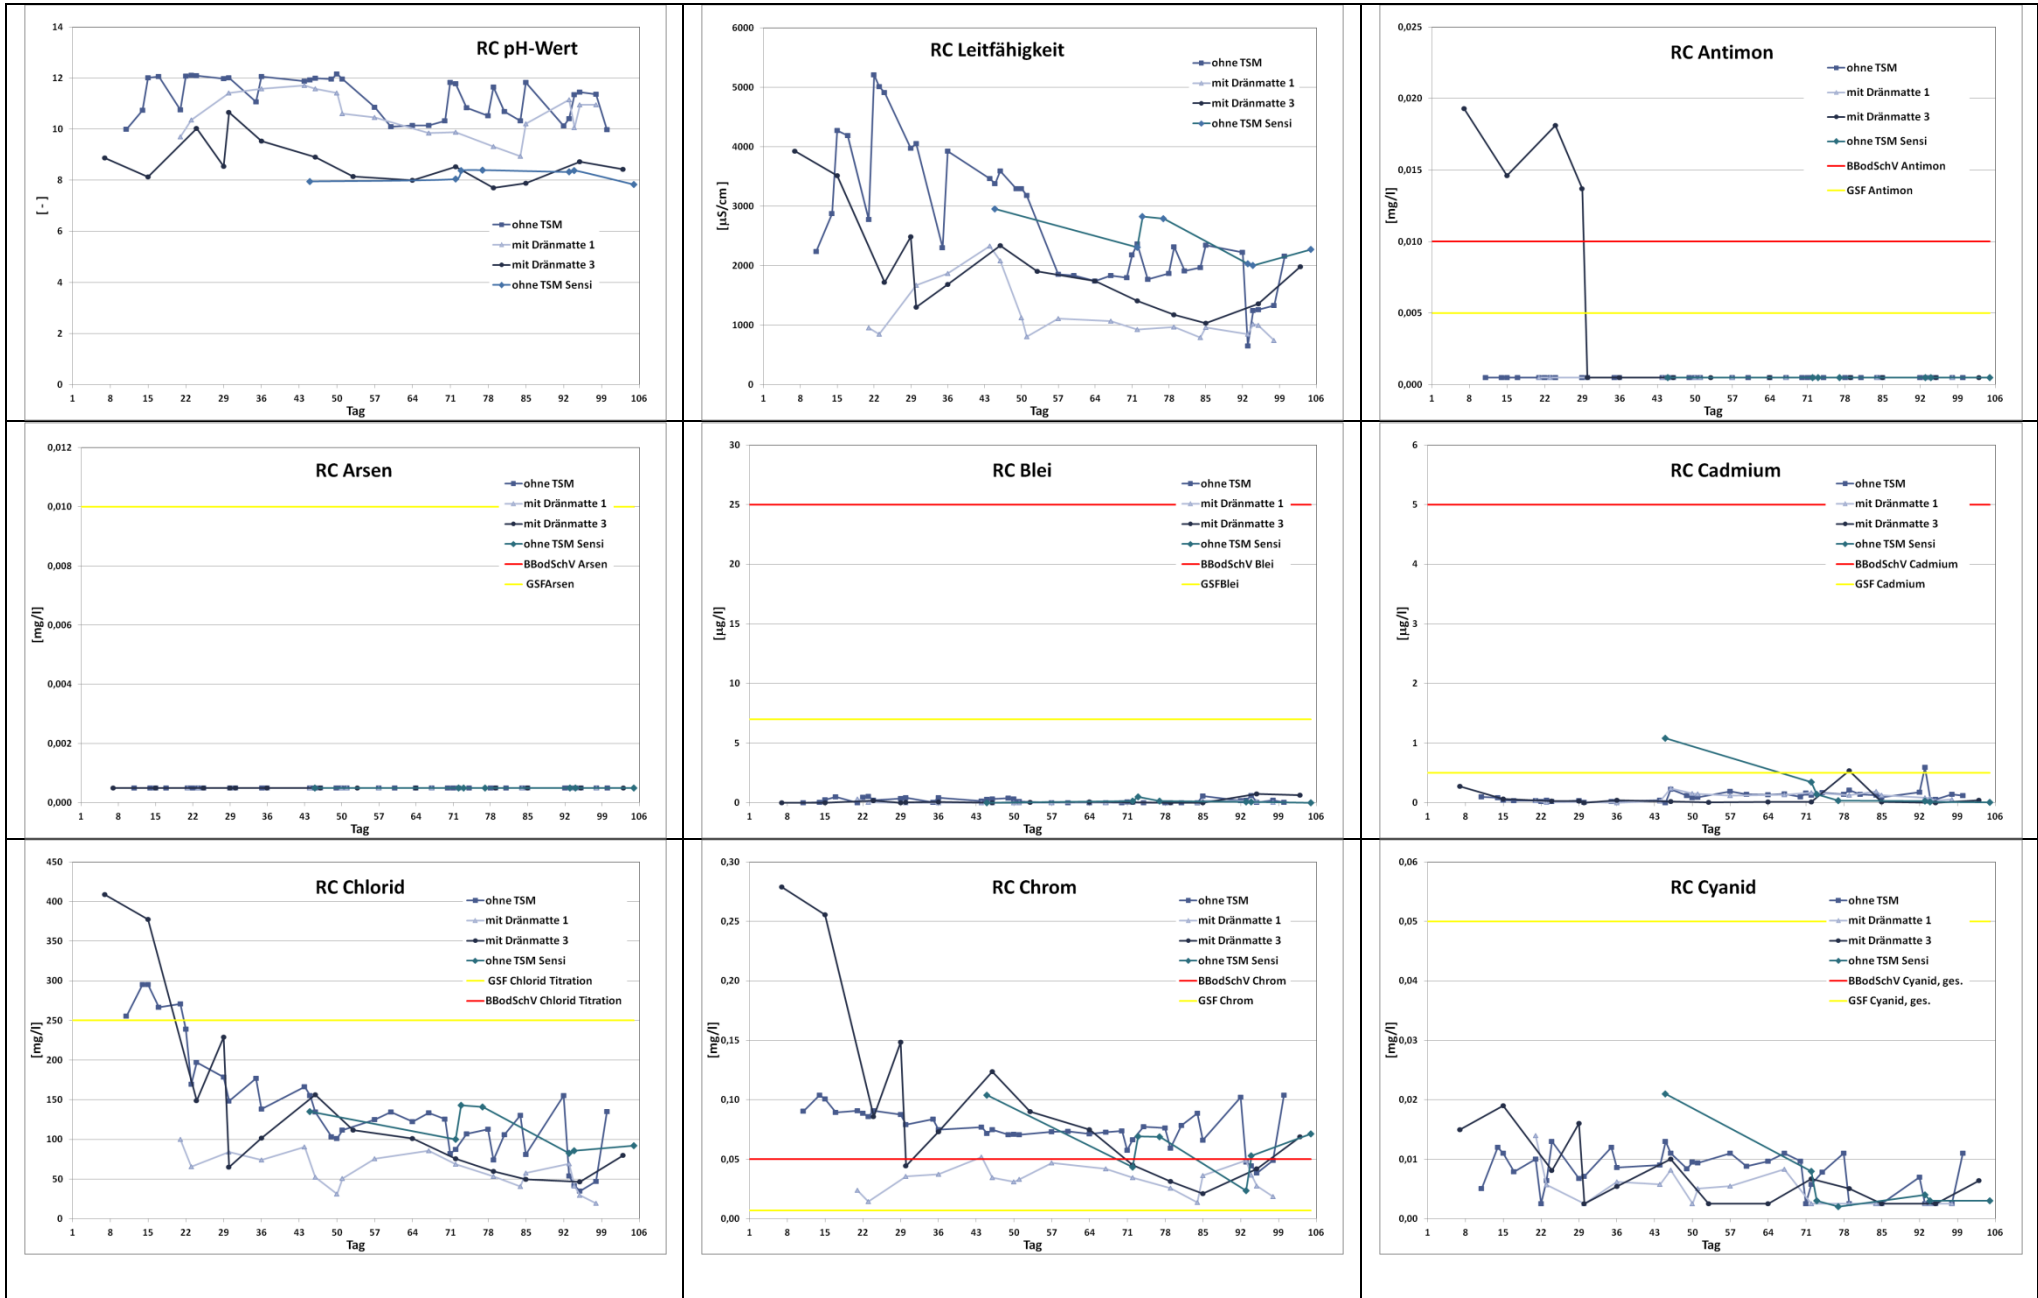 RC pH-Wert
14
12
10
8
6
4
2
0
[ - ]
ohne TSM
mit Dränmatte 1
mit Dränmatte 3
ohne TSM Sensi
1 8 15 22 29 36 43 50 57 64 71 78 85 92 99 106
Tag
RC Leitfähigkeit
6000
5000
4000
3000
2000
1000
0
[µS/cm]
ohne TSM
mit Dränmatte 1
mit Dränmatte 3
ohne TSM Sensi
1 8 15 22 29 36 43 50 57 64 71 78 85 92 99 106
Tag
RC Antimon
0,025
0,020
0,015
0,010
0,005
0,000
[mg/l]
ohne TSM
mit Dränmatte 1
mit Dränmatte 3
ohne TSM Sensi
BBodSchV Antimon
GSF Antimon
1 8 15 22 29 36 43 50 57 64 71 78 85 92 99 106
Tag
RC Arsen
0,012
0,010
0,008
0,006
0,004
0,002
0,000
[mg/l]
ohne TSM
mit Dränmatte 1
mit Dränmatte 3
ohne TSM Sensi
BBodSchV Arsen
GSFArsen
1 8 15 22 29 36 43 50 57 64 71 78 85 92 99 106
Tag
RC Blei
30
25
20
15
10
5
0
[µg/l]
ohne TSM
mit Dränmatte 1
mit Dränmatte 3
ohne TSM Sensi
BBodSchV Blei
GSFBlei
1 8 15 22 29 36 43 50 57 64 71 78 85 92 99 106
Tag
RC Cadmium
6
5
4
3
2
1
0
[µg/l]
ohne TSM
mit Dränmatte 1
mit Dränmatte 3
ohne TSM Sensi
BBodSchV Cadmium
GSF Cadmium
1 8 15 22 29 36 43 50 57 64 71 78 85 92 99 106
Tag
RC Chlorid
450
400
350
300
250
200
150
100
50
0
[mg/l]
ohne TSM
mit Dränmatte 1
mit Dränmatte 3
ohne TSM Sensi
GSF Chlorid Titration
BBodSchV Chlorid Titration
1 8 15 22 29 36 43 50 57 64 71 78 85 92 99 106
Tag
RC Chrom
0,30
0,25
0,20
0,15
0,10
0,05
0,00
[mg/l]
ohne TSM
mit Dränmatte 1
mit Dränmatte 3
ohne TSM Sensi
BBodSchV Chrom
GSF Chrom
1 8 15 22 29 36 43 50 57 64 71 78 85 92 99 106
Tag
RC Cyanid
0,06
0,05
0,04
0,03
0,02
0,01
0,00
[mg/l]
ohne TSM
mit Dränmatte 1
mit Dränmatte 3
ohne TSM Sensi
BBodSchV Cyanid, ges.
GSF Cyanid, ges.
1 8 15 22 29 36 43 50 57 64 71 78 85 92 99 106
Tag